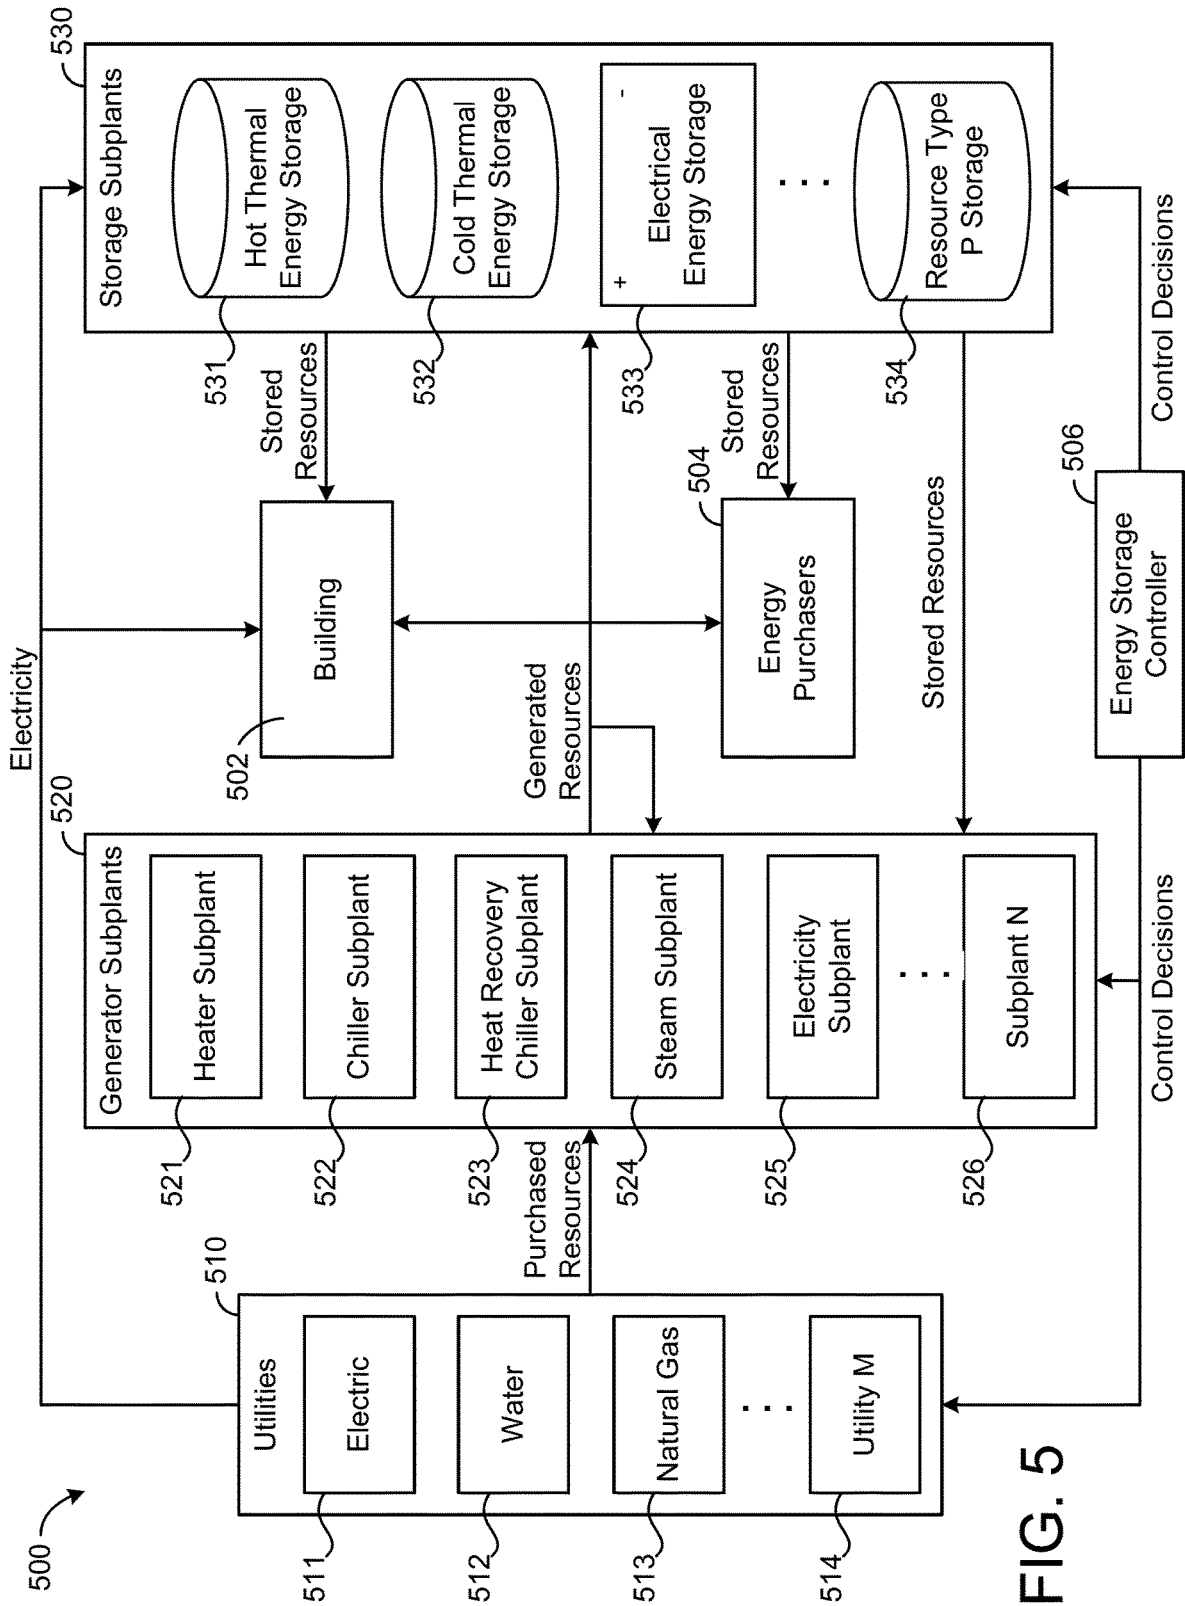 500
Electricity
Utilities
510
Electric
511
Water
512
Natural Gas
513
. . .
Utility M
514
Purchased
Resources
Generator Subplants
520
Heater Subplant
521
Chiller Subplant
522
Heat Recovery
Chiller Subplant
523
Steam Subplant
524
Electricity
Subplant
525
. . .
Subplant N
526
Generated
Resources
Building
502
Energy
Purchasers
504
Stored
Resources
Stored
Resources
Stored Resources
Storage Subplants
530
Hot Thermal
Energy Storage
531
Cold Thermal
Energy Storage
532
+ -
Electrical
Energy Storage
533
. . .
Resource Type
P Storage
534
Control Decisions
Energy Storage
Controller
506
Control Decisions
FIG. 5